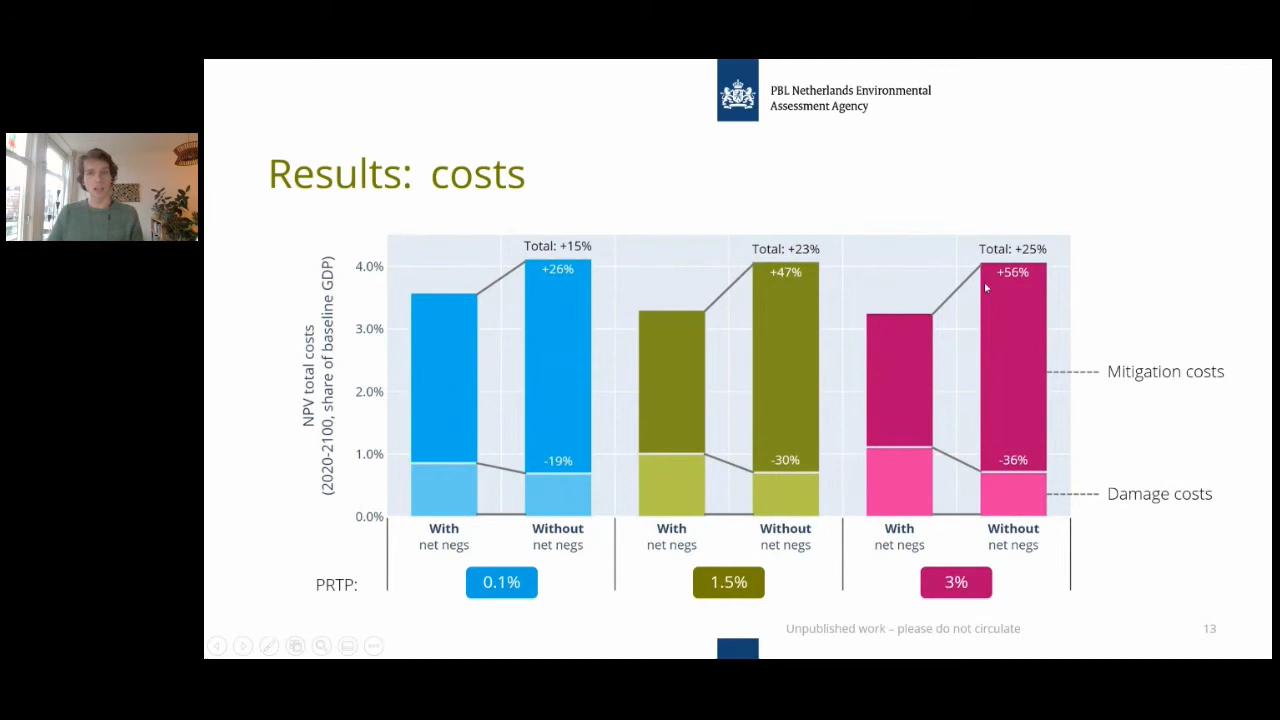 PBL Netherlands Environmental
Assessment Agency
Results: costs
NPV total costs
(2020-2100, share of baseline GDP)
4.0%
3.0%
2.0%
1.0%
0.0%
Total: +15%
+26%
-19%
Total: +23%
+47%
-30%
Total: +25%
+56%
-36%
Mitigation costs
Damage costs
With
net negs
Without
net negs
With
net negs
Without
net negs
With
net negs
Without
net negs
PRTP:
0.1%
1.5%
3%
Unpublished work – please do not circulate
13